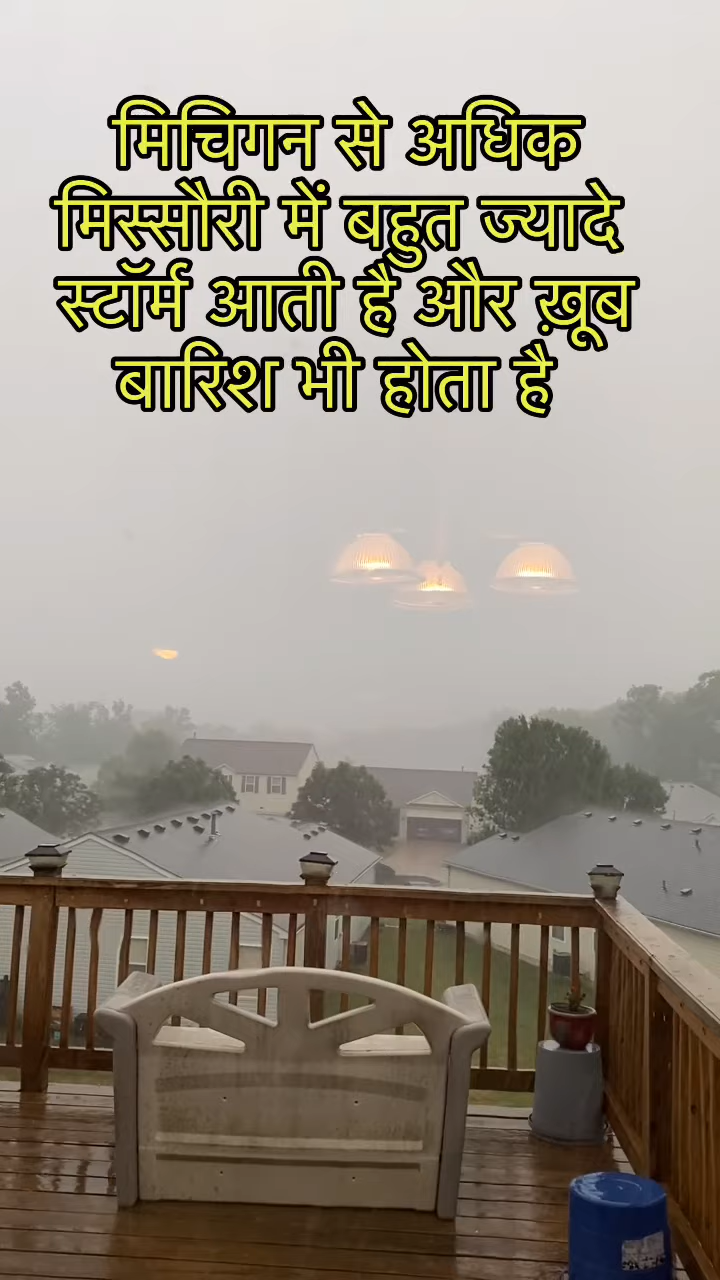 मिचिगन से अधिक
मिस्सौरी में बहुत ज्यादे
स्टॉर्म आती है और ख़ूब
बारिश भी होता है